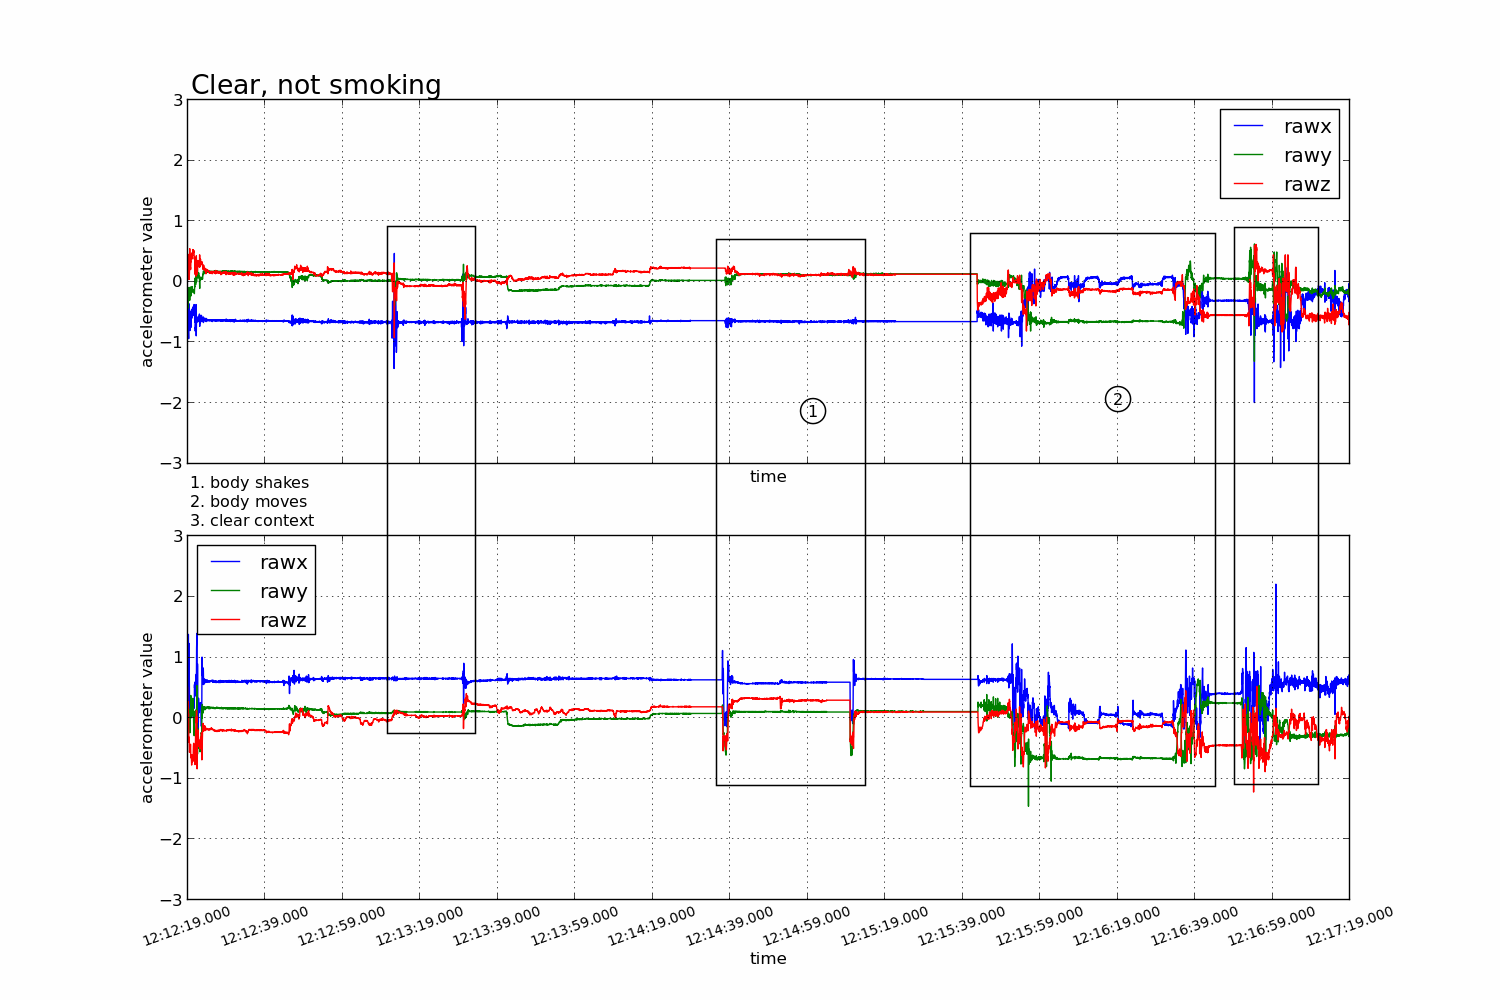 Clear, not smoking
3
2
1
0
−1
−2
−3
accelerometer value
rawx
rawy
rawz
1
2
time
1. body shakes
2. body moves
3. clear context
3
2
1
0
−1
−2
−3
accelerometer value
rawx
rawy
rawz
12:12:19.000
12:12:39.000
12:12:59.000
12:13:19.000
12:13:39.000
12:13:59.000
12:14:19.000
12:14:39.000
12:14:59.000
12:15:19.000
12:15:39.000
12:15:59.000
12:16:19.000
12:16:39.000
12:16:59.000
12:17:19.000
time